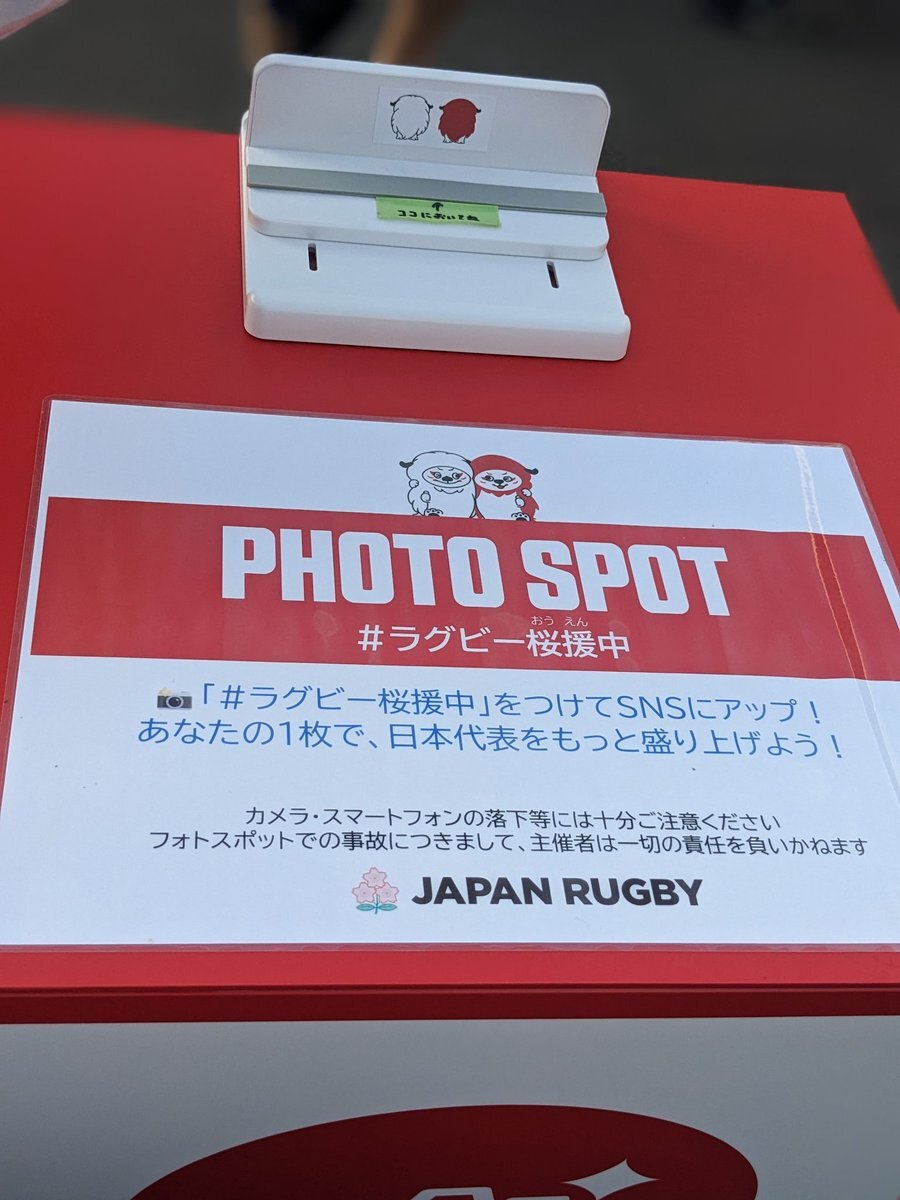 ↑
ココにおいてね
PHOTO SPOT
おう えん
#ラグビー桜援中
📸「#ラグビー桜援中」をつけてSNSにアップ！
あなたの1枚で、日本代表をもっと盛り上げよう！
カメラ・スマートフォンの落下等には十分ご注意ください
フォトスポットでの事故につきまして、主催者は一切の責任を負いかねます
JAPAN RUGBY